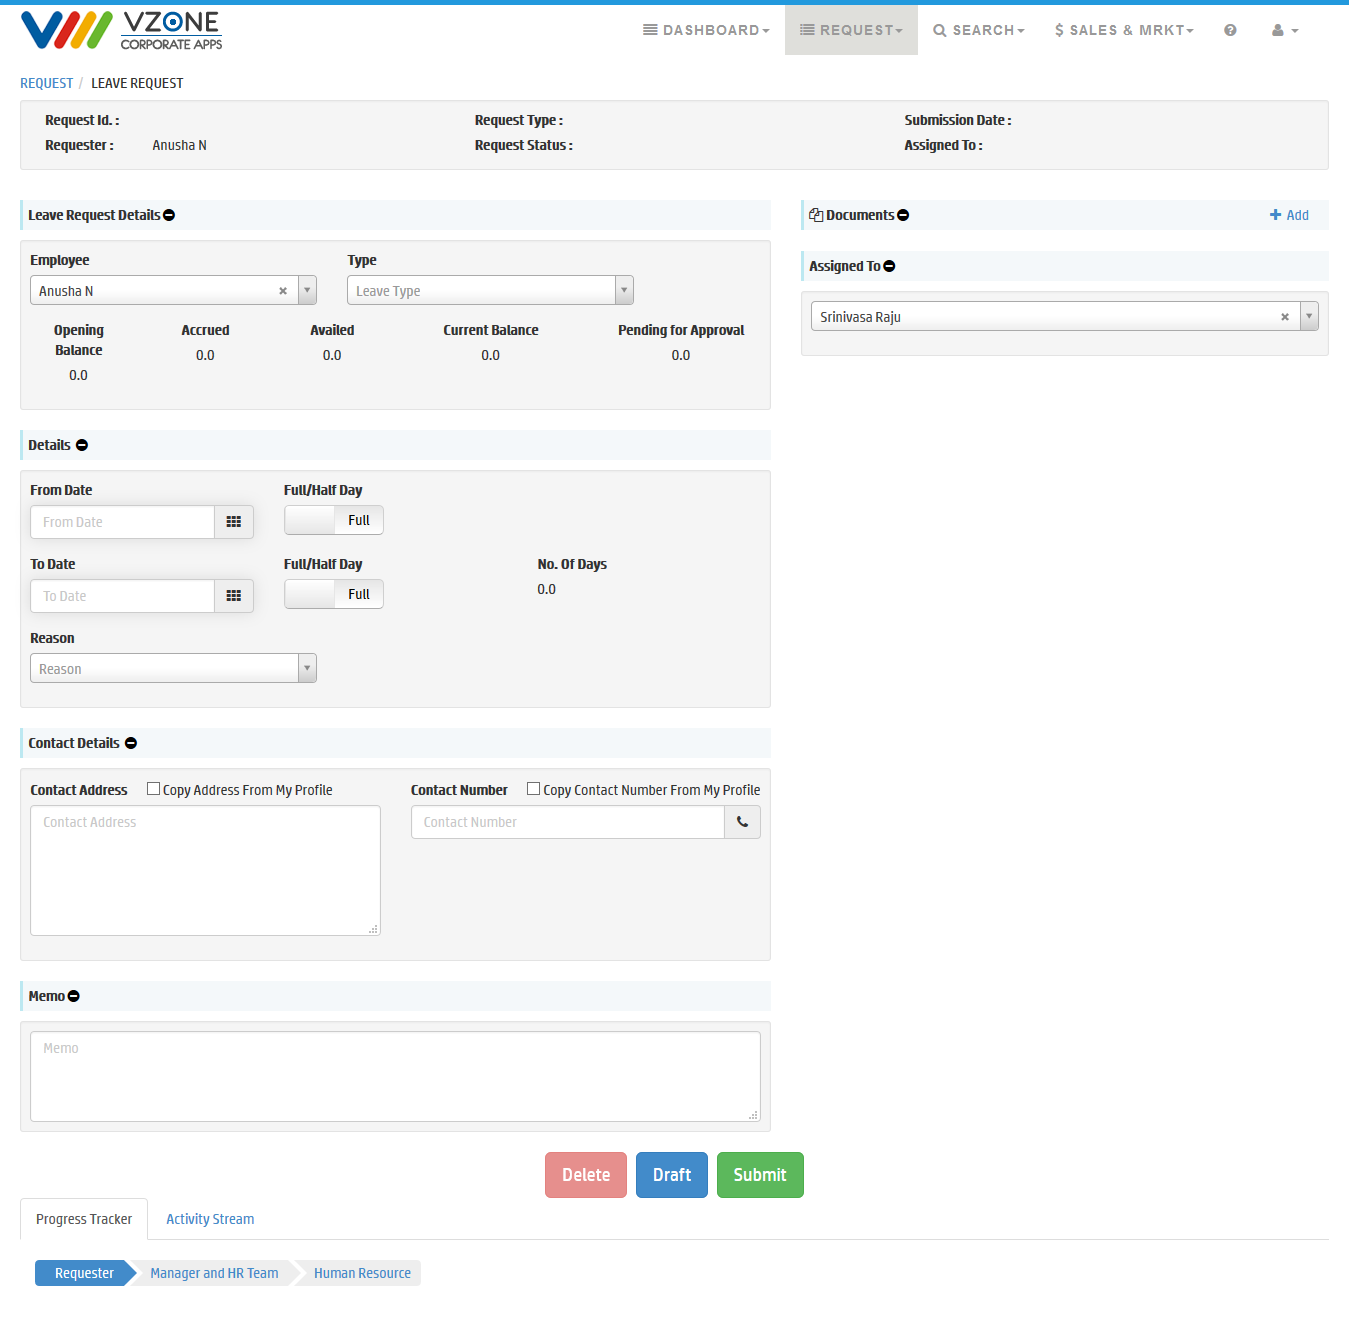 VZONE
CORPORATE APPS
DASHBOARD
REQUEST
SEARCH
$ SALES & MRKT
REQUEST / LEAVE REQUEST
Request Id. :
Request Type :
Submission Date :
Requester : Anusha N
Request Status :
Assigned To :
Leave Request Details
Employee
Type
Anusha N
Leave Type
Opening Balance
Accrued
Availed
Current Balance
Pending for Approval
0.0
0.0
0.0
0.0
0.0
Documents
Add
Assigned To
Srinivasa Raju
Details
From Date
Full/Half Day
From Date
Full
To Date
Full/Half Day
No. Of Days
To Date
Full
0.0
Reason
Reason
Contact Details
Contact Address
Copy Address From My Profile
Contact Number
Copy Contact Number From My Profile
Contact Address
Contact Number
Memo
Memo
Delete
Draft
Submit
Progress Tracker
Activity Stream
Requester
Manager and HR Team
Human Resource